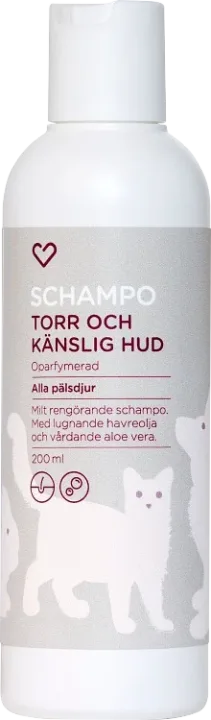 SCHAMPO
TORR OCH
KÄNSLIG HUD
Oparfymerad
Alla pälsdjur
Milt rengörande schampo.
Med lugnande havreolja
och vårdande aloe vera.
200 ml